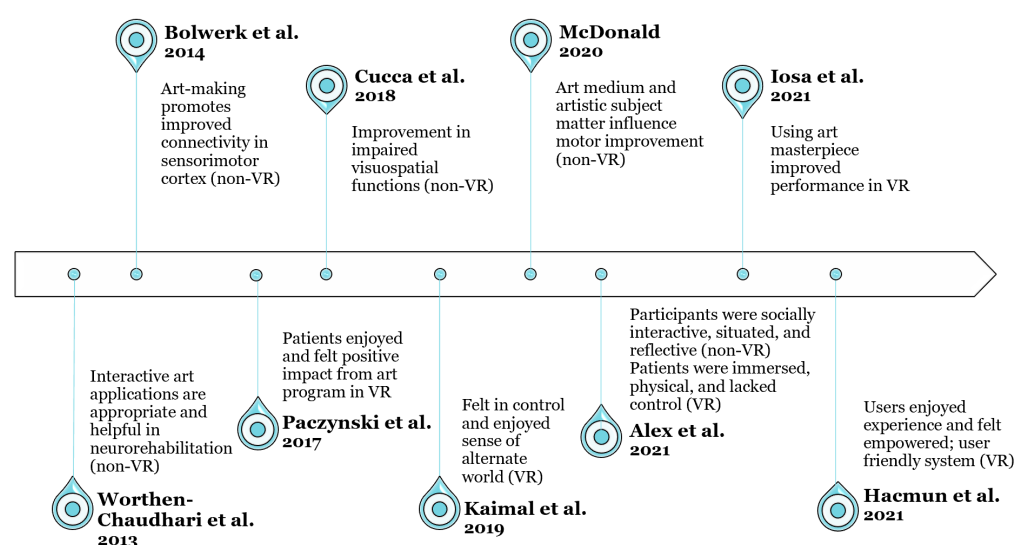 Bolwerk et al.
2014
Art-making
promotes
improved
connectivity in
sensorimotor
cortex (non-VR)
Cucca et al.
2018
Improvement in
impaired
visuospatial
functions (non-VR)
McDonald
2020
Art medium and
artistic subject
matter influence
motor improvement
(non-VR)
Iosa et al.
2021
Using art
masterpiece
improved
performance in VR
Interactive art
applications are
appropriate and
helpful in
neurorehabilitation
(non-VR)
Worthen-
Chaudhari et al.
2013
Patients enjoyed
and felt positive
impact from art
program in VR
Paczynski et al.
2017
Felt in control
and enjoyed
sense of
alternate
world (VR)
Kaimal et al.
2019
Participants were socially
interactive, situated, and
reflective (non-VR)
Patients were immersed,
physical, and lacked
control (VR)
Alex et al.
2021
Users enjoyed
experience and felt
empowered; user
friendly system (VR)
Hacmun et al.
2021